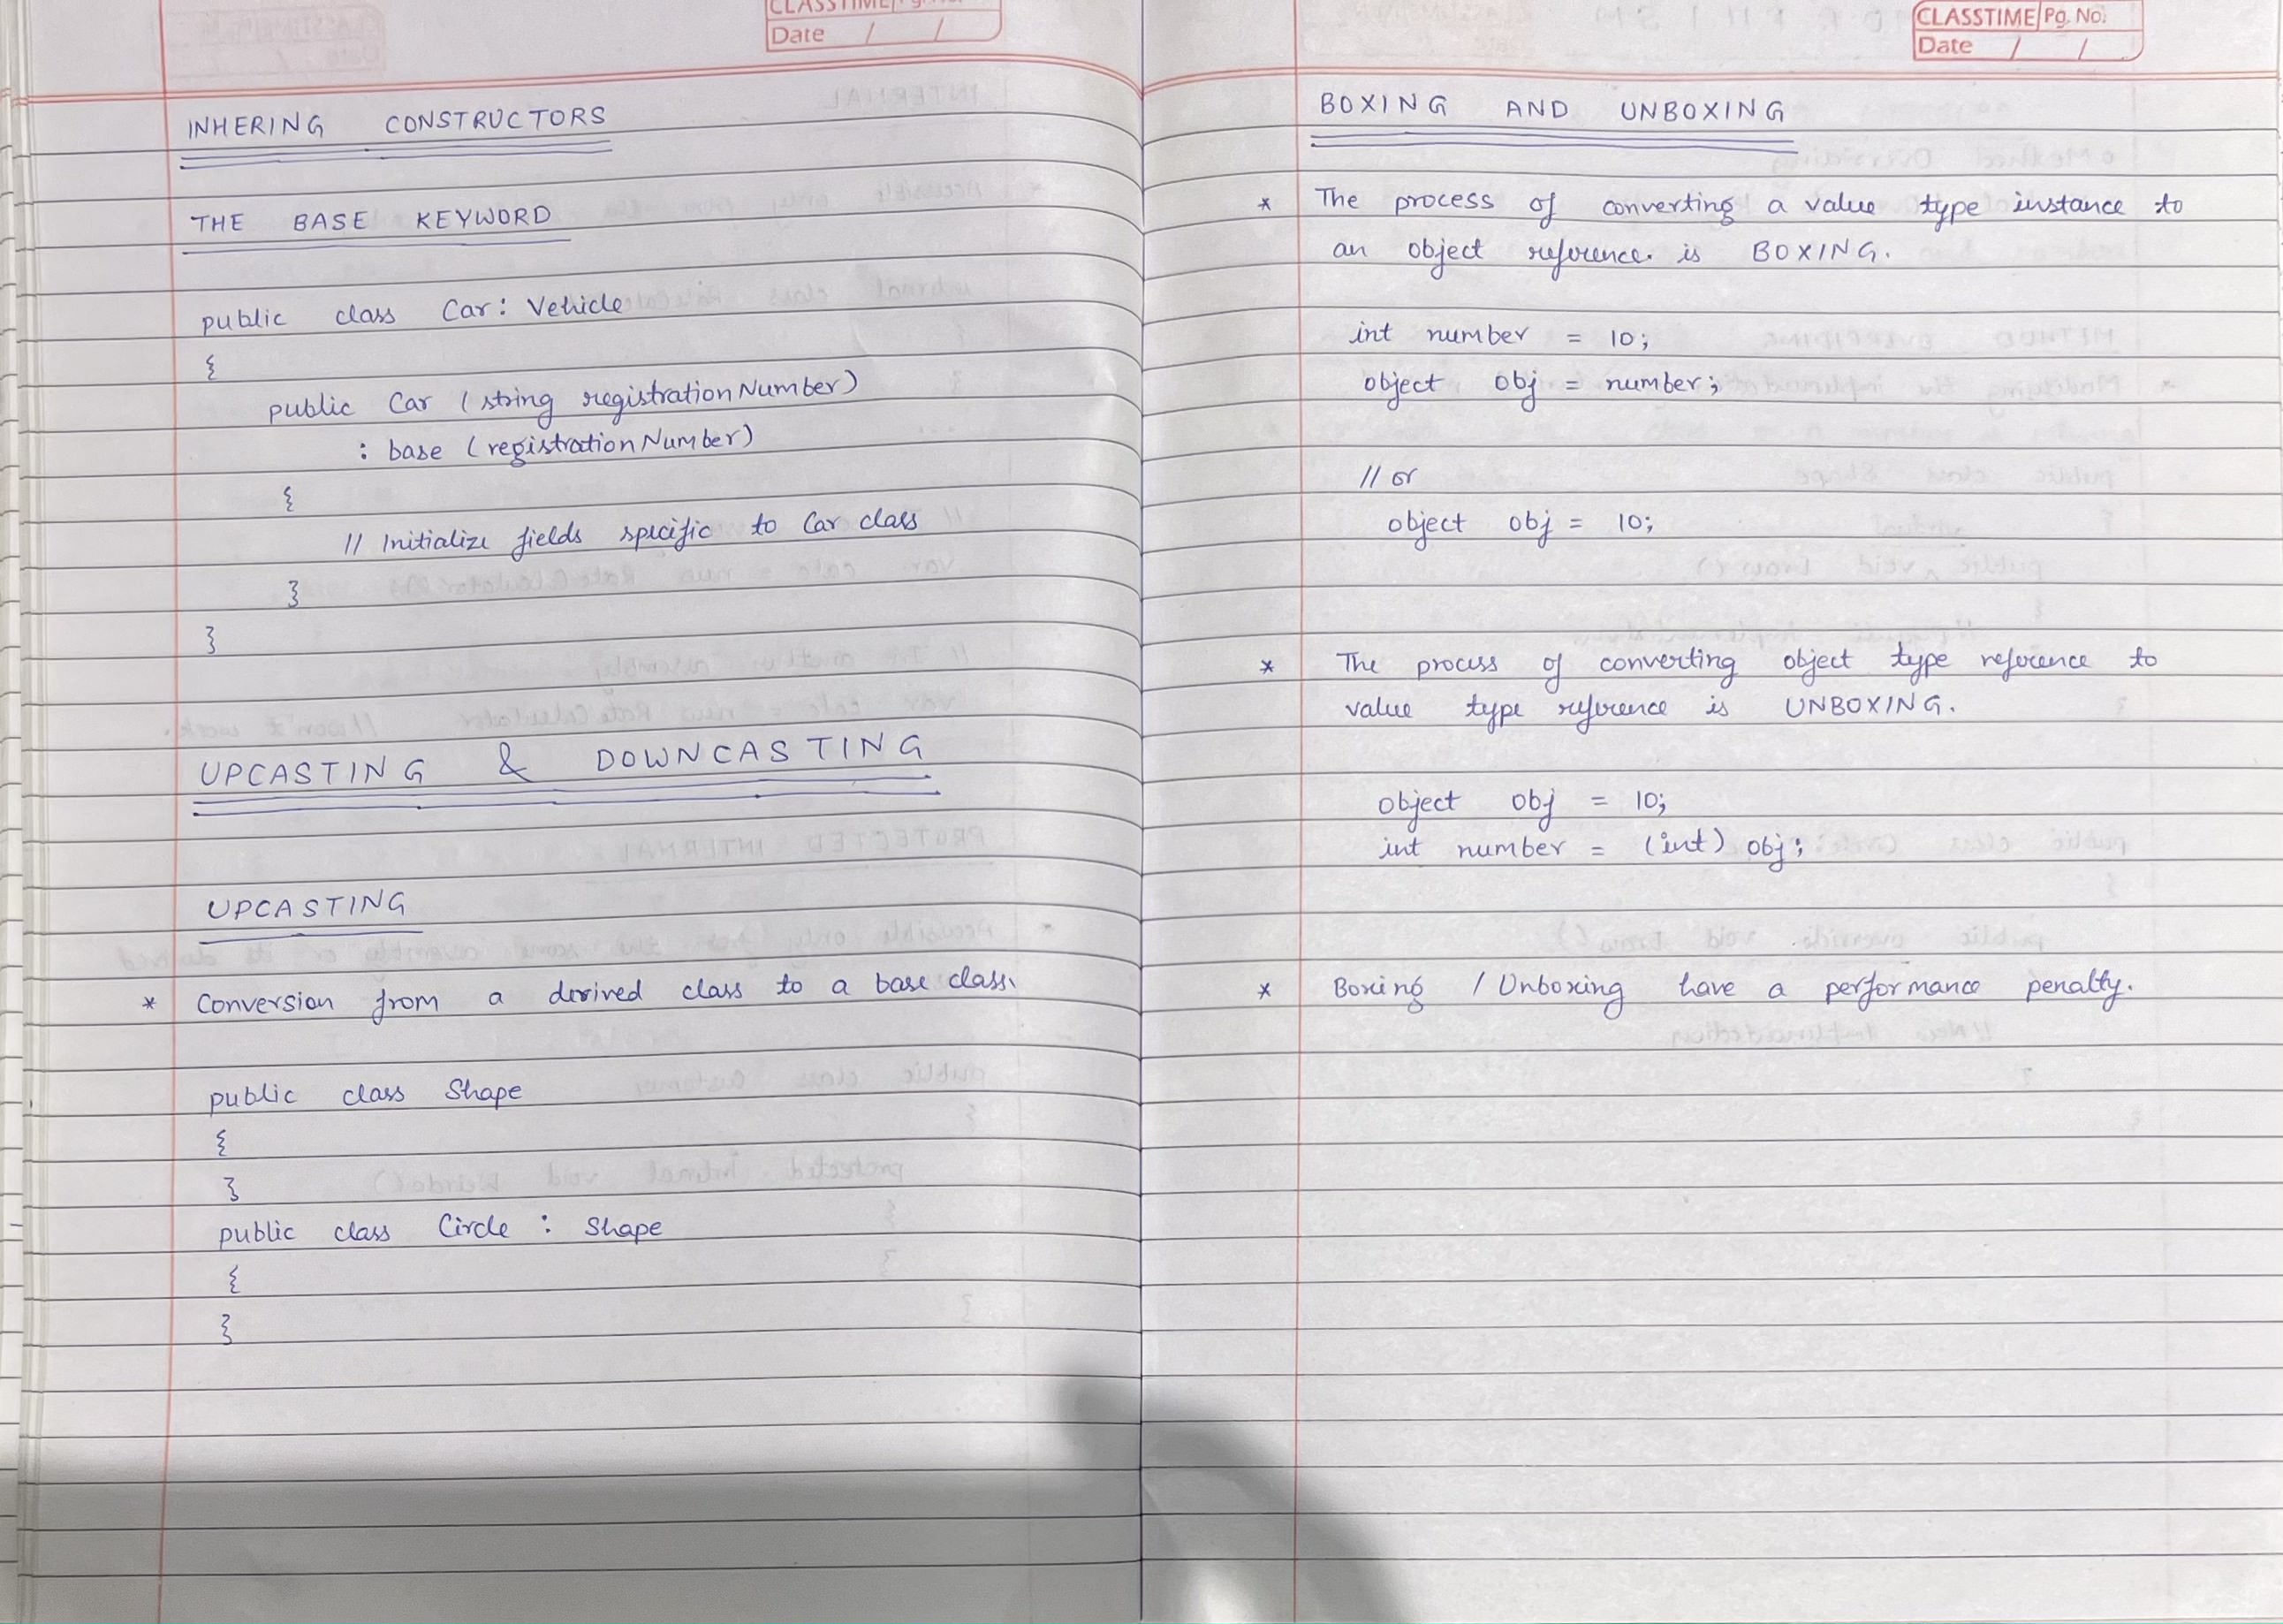 CLASSTIME Pg. No.
Date / /
INHERING CONSTRUCTORS
THE BASE KEYWORD
public class Car : Vehicle
{
public Car (string registrationNumber)
: base (registrationNumber)
{
// Initialize fields specific to Car class
}
}
UPCASTING & DOWNCASTING
UPCASTING
* Conversion from a derived class to a base class.
public class Shape
{
}
public class Circle : Shape
{
}
CLASSTIME Pg. No.
Date / /
BOXING AND UNBOXING
* The process of converting a value type instance to
an object reference. is BOXING.
int number = 10;
object obj = number;
// or
object obj = 10;
* The process of converting object type reference to
value type reference is UNBOXING.
object obj = 10;
int number = (int) obj;
* Boxing / Unboxing have a performance penalty.